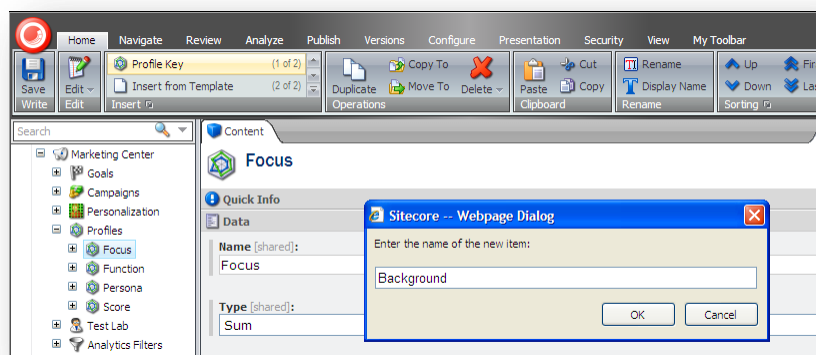 Home Navigate Review Analyze Publish Versions Configure Presentation Security View My Toolbar
Save
Write
Edit
Edit
Profile Key (1 of 2)
Insert from Template (2 of 2)
Insert
Duplicate
Copy To
Move To
Delete
Operations
Paste
Cut
Copy
Clipboard
Rename
Display Name
Rename
Up
Down
Sorting
Search
Marketing Center
Goals
Campaigns
Personalization
Profiles
Focus
Function
Persona
Score
Test Lab
Analytics Filters
Content
Focus
Quick Info
Data
Name [shared]:
Focus
Type [shared]:
Sum
Sitecore -- Webpage Dialog
Enter the name of the new item:
Background
OK Cancel